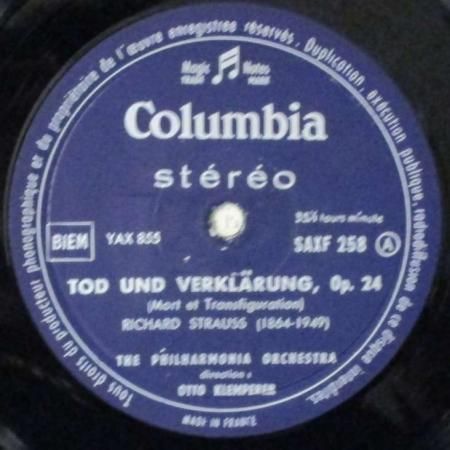 Tous droits du producteur phonographique et du propriétaire de l'œuvre enregistrée réservés. Duplication, exécution publique, radiodiffusion de ce disque interdites.
Magic Notes
TRADE MARK
Columbia
stéréo
33⅓ tours minute
BIEM YAX 855 SAXF 258 A
TOD UND VERKLÄRUNG, Op. 24
(Mort et Transfiguration)
RICHARD STRAUSS (1864-1949)
THE PHILHARMONIA ORCHESTRA
direction :
OTTO KLEMPERER
MADE IN FRANCE